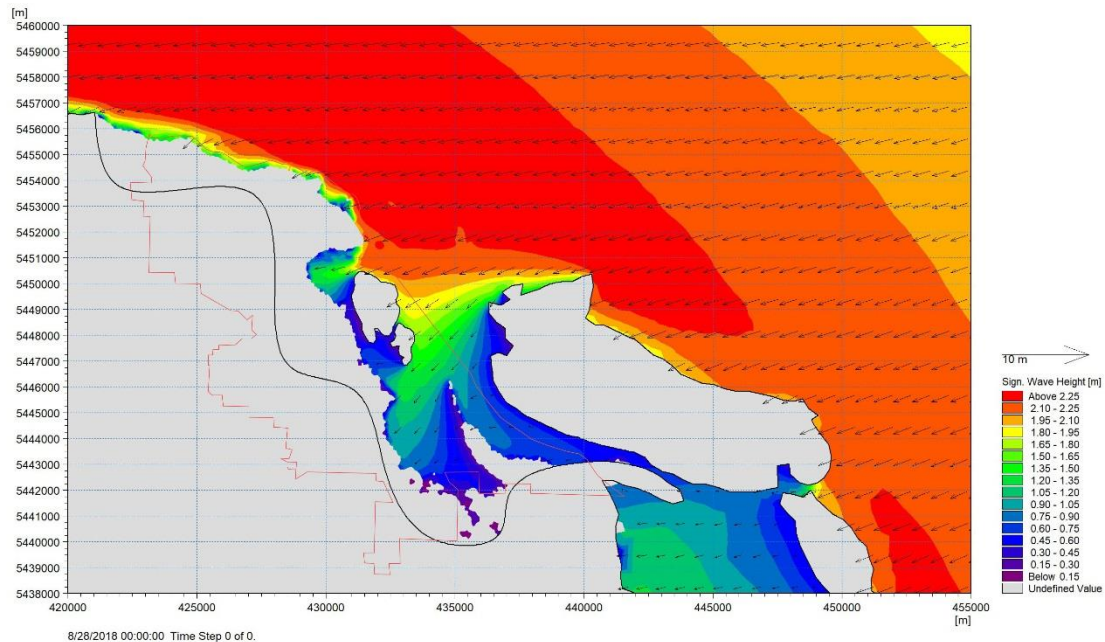 [m]
5460000
5459000
5458000
5457000
5456000
5455000
5454000
5453000
5452000
5451000
5450000
5449000
5448000
5447000
5446000
5445000
5444000
5443000
5442000
5441000
5440000
5439000
5438000
420000 425000 430000 435000 440000 445000 450000 455000
[m]
8/28/2018 00:00:00 Time Step 0 of 0.
10 m
Sign. Wave Height [m]
Above 2.25
2.10 - 2.25
1.95 - 2.10
1.80 - 1.95
1.65 - 1.80
1.50 - 1.65
1.35 - 1.50
1.20 - 1.35
1.05 - 1.20
0.90 - 1.05
0.75 - 0.90
0.60 - 0.75
0.45 - 0.60
0.30 - 0.45
0.15 - 0.30
Below 0.15
Undefined Value